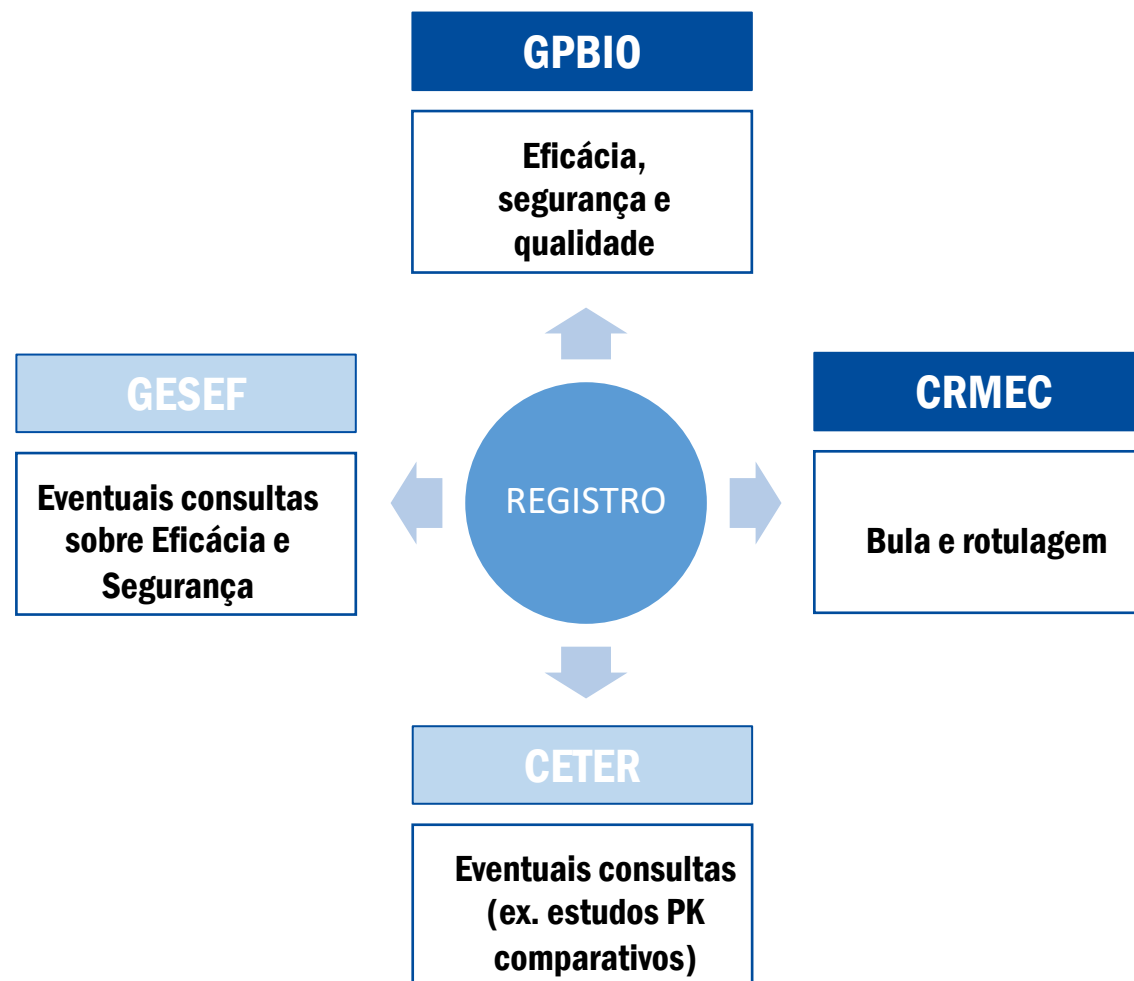 GPBIO
Eficácia,
segurança e
qualidade
GESEF
Eventuais consultas
sobre Eficácia e
Segurança
REGISTRO
CRMEC
Bula e rotulagem
CETER
Eventuais consultas
(ex. estudos PK
comparativos)